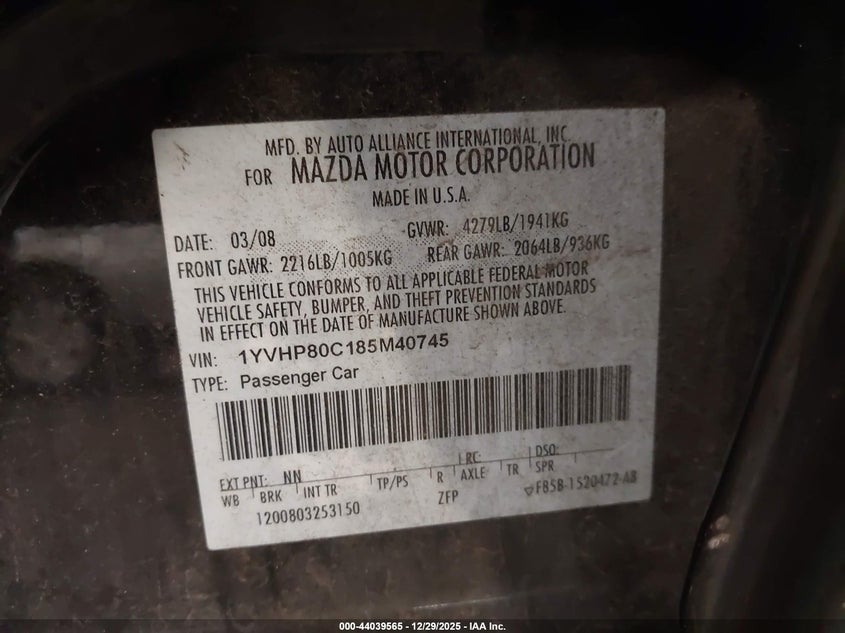 MFD. BY AUTO ALLIANCE INTERNATIONAL, INC.
FOR MAZDA MOTOR CORPORATION
MADE IN U.S.A.
DATE: 03/08 GVWR: 4279LB/1941KG
FRONT GAWR: 2216LB/1005KG REAR GAWR: 2064LB/936KG
THIS VEHICLE CONFORMS TO ALL APPLICABLE FEDERAL MOTOR
VEHICLE SAFETY, BUMPER, AND THEFT PREVENTION STANDARDS
IN EFFECT ON THE DATE OF MANUFACTURE SHOWN ABOVE.
VIN: 1YVHP80C185M40745
TYPE: Passenger Car
EXT PNT: NN RC: DSO:
WB BRK INT TR TP/PS R AXLE TR SPR
1200803253150 ZFP F85B-1520472-AB
000-44039565 - 12/29/2025 - IAA Inc.